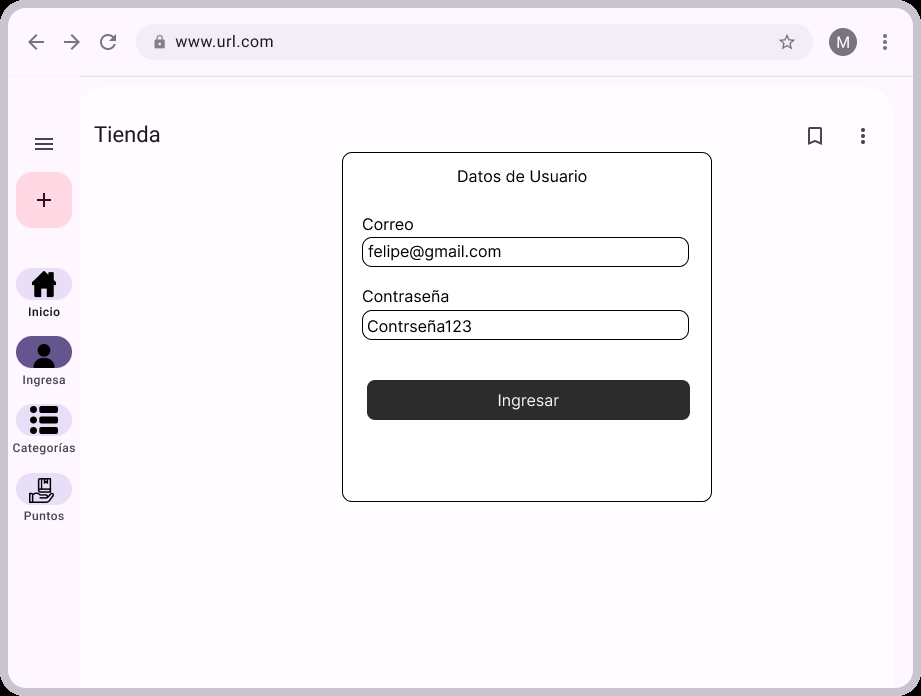 www.url.com
M
Tienda
Datos de Usuario
Correo
felipe@gmail.com
Contraseña
Contrseña123
Ingresar
Inicio
Ingresa
Categorías
Puntos